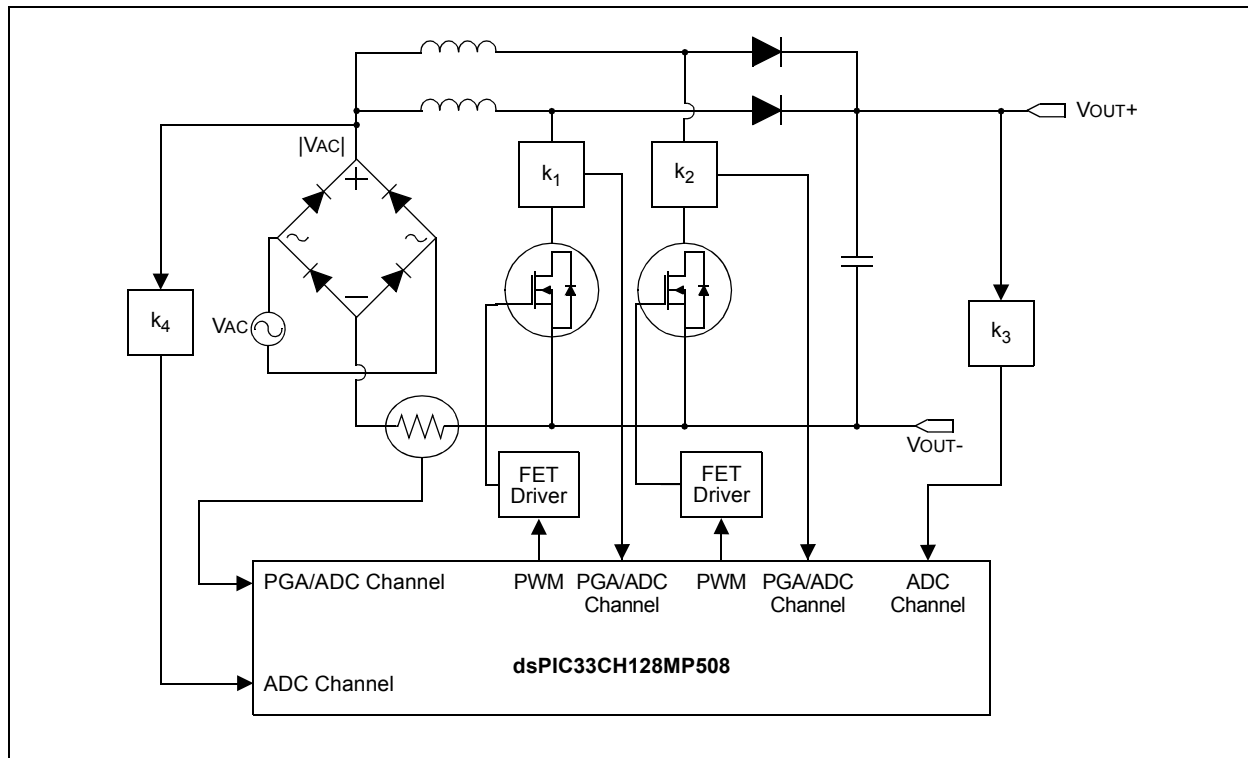 VOUT+
|VAC|
k1
k2
k4
VAC
k3
VOUT-
FET
Driver
FET
Driver
PGA/ADC Channel
PWM
PGA/ADC
Channel
PWM
PGA/ADC
Channel
ADC
Channel
dsPIC33CH128MP508
ADC Channel